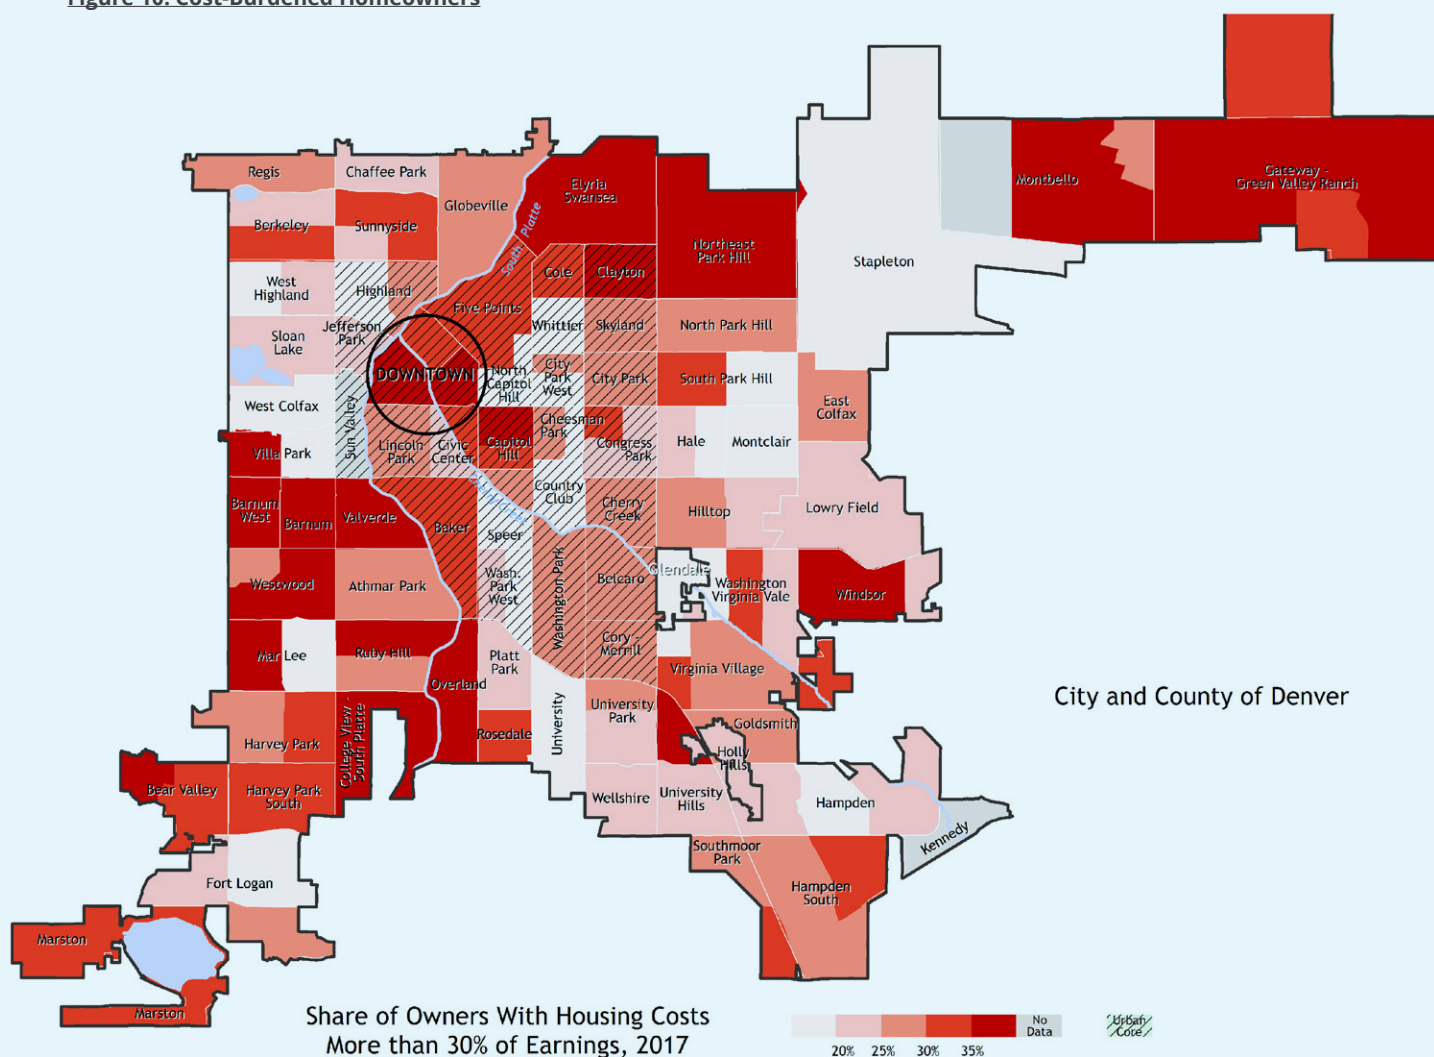 Figure 10: Cost-Burdened Homeowners
Regis
Chaffee Park
Globeville
Elyria
Swansea
Montbello
Gateway -
Green Valley Ranch
Berkeley
Sunnyside
South Platte
Northeast
Park Hill
Stapleton
West
Highland
Highland
Cole
Clayton
Five Points
Sloan
Lake
Jefferson
Park
Whittier
Skyland
North Park Hill
DOWNTOWN
North
Capitol
Hill
City
Park
West
City Park
South Park Hill
East
Colfax
West Colfax
Sun Valley
Lincoln
Park
Civic
Center
Capitol
Hill
Cheesman
Park
Congress
Park
Hale
Montclair
Villa Park
Barnum
West
Barnum
Valverde
Baker
Cherry Creek
Speer
Country
Club
Cherry
Creek
Hilltop
Lowry Field
Westwood
Athmar Park
Wash.
Park
West
Washington Park
Belcaro
Glendale
Washington
Virginia Vale
Windsor
Mar Lee
Ruby Hill
Overland
Platt
Park
Cory -
Merrill
Virginia Village
City and County of Denver
Harvey Park
College View -
South Platte
Rosedale
University
University
Park
Goldsmith
Holly
Hills
Bear Valley
Harvey Park
South
Wellshire
University
Hills
Hampden
Kennedy
Southmoor
Park
Hampden
South
Fort Logan
Marston
Marston
Share of Owners With Housing Costs
More than 30% of Earnings, 2017
No
Data
Urban
Core
20% 25% 30% 35%